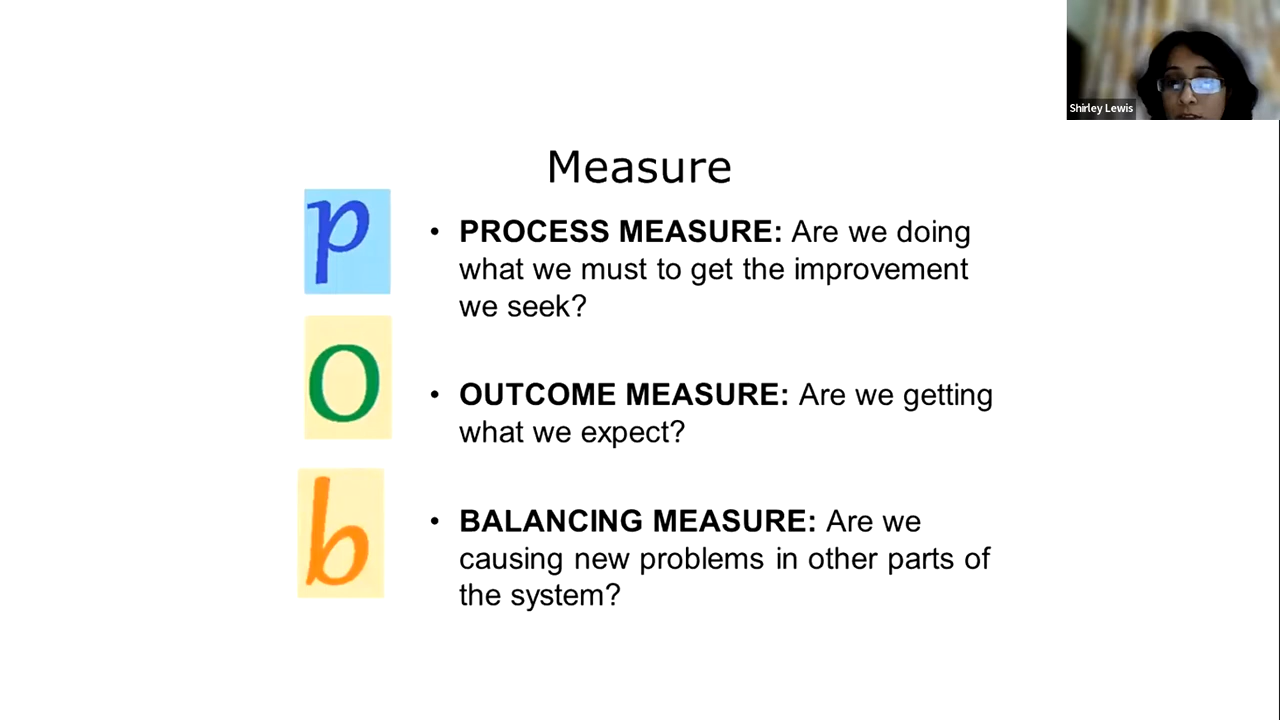 Shirley Lewis
Measure
p
• PROCESS MEASURE: Are we doing
what we must to get the improvement
we seek?
O
• OUTCOME MEASURE: Are we getting
what we expect?
b
• BALANCING MEASURE: Are we
causing new problems in other parts of
the system?